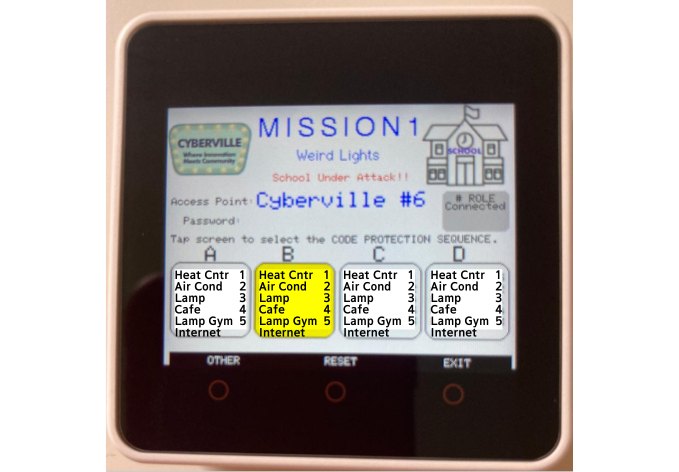 MISSION1
CYBERVILLE
Where Innovation
Meets Community
Weird Lights
SCHOOL
School Under Attack!!
Access Point: Cyberville #6
# ROLE
Connected
Password:
Tap screen to select the CODE PROTECTION SEQUENCE.
A B C D
Heat Cntr 1 Heat Cntr 1 Heat Cntr 1 Heat Cntr 1
Air Cond 2 Air Cond 2 Air Cond 2 Air Cond 2
Lamp 3 Lamp 3 Lamp 3 Lamp 3
Cafe 4 Cafe 4 Cafe 4 Cafe 4
Lamp Gym 5 Lamp Gym 5 Lamp Gym 5 Lamp Gym 5
Internet Internet Internet Internet
OTHER RESET EXIT